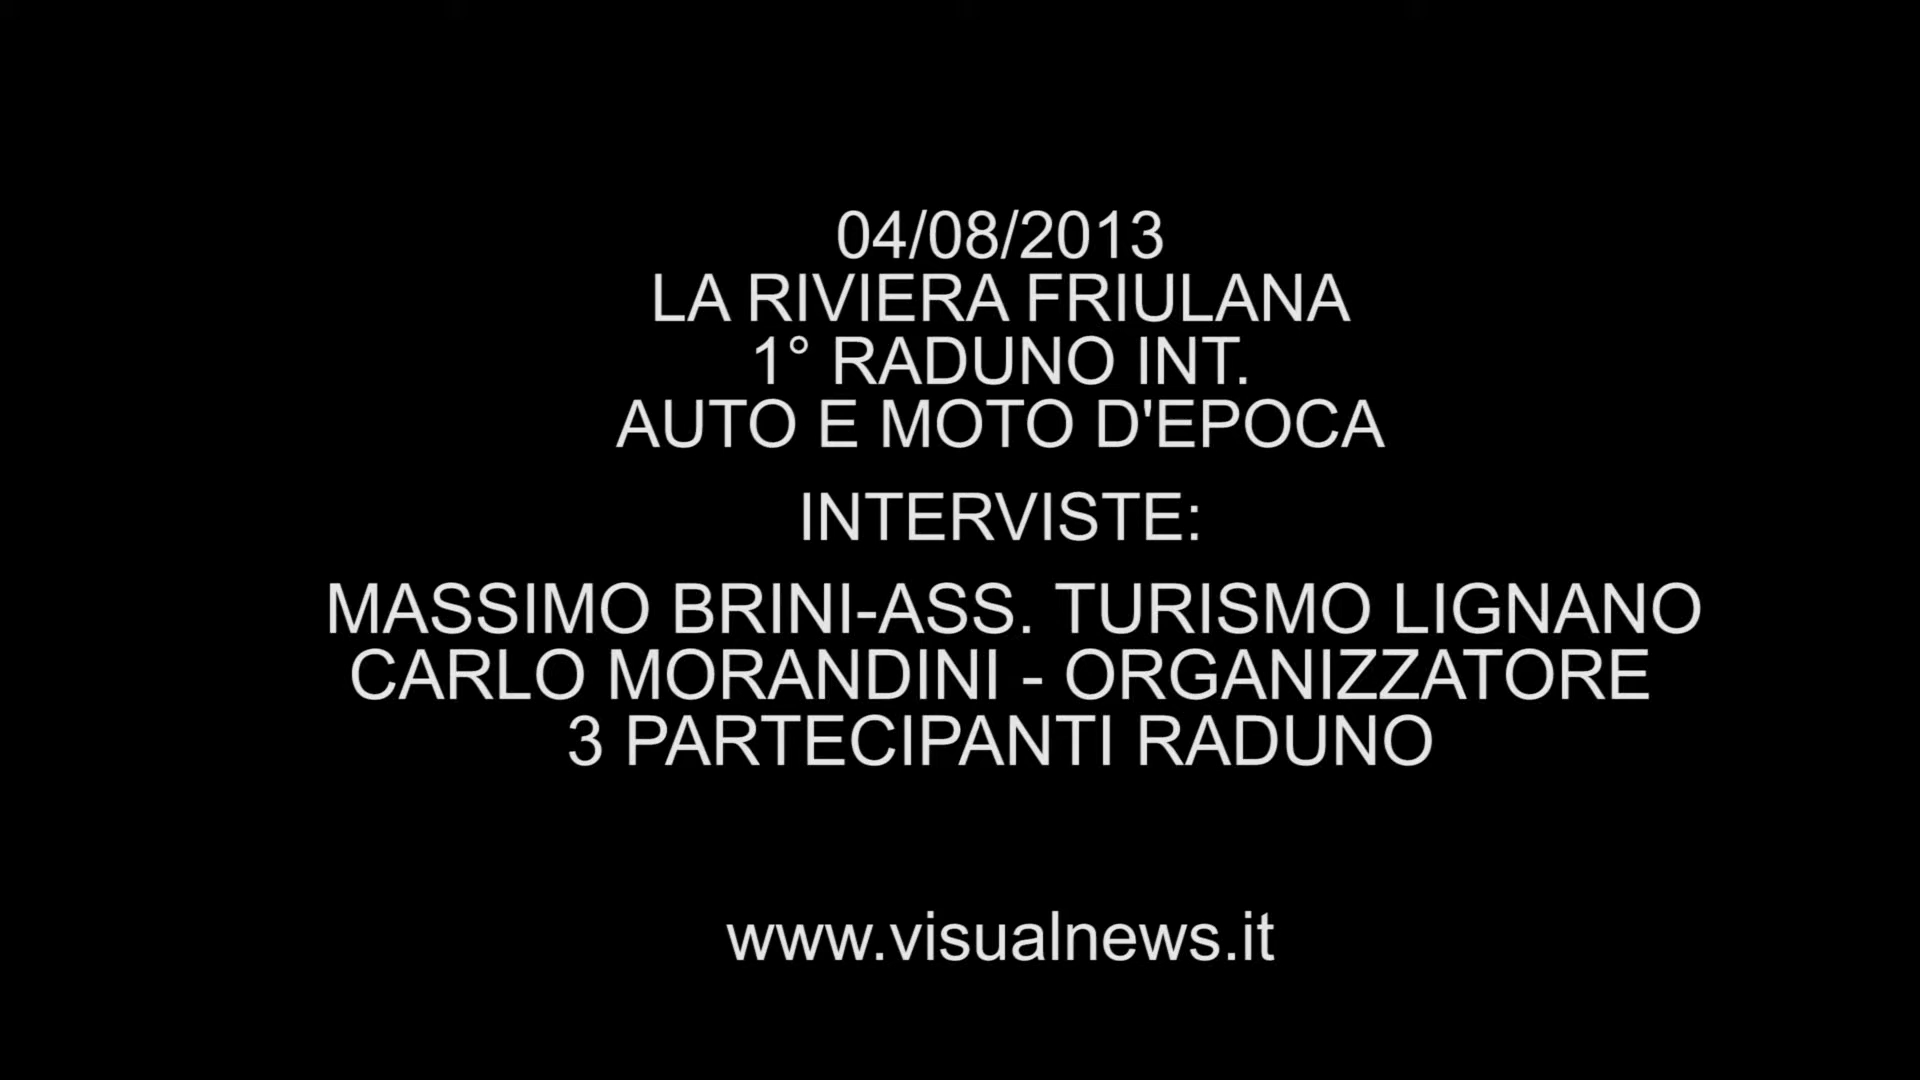 04/08/2013
LA RIVIERA FRIULANA
1° RADUNO INT.
AUTO E MOTO D'EPOCA
INTERVISTE:
MASSIMO BRINI-ASS. TURISMO LIGNANO
CARLO MORANDINI - ORGANIZZATORE
3 PARTECIPANTI RADUNO
www.visualnews.it